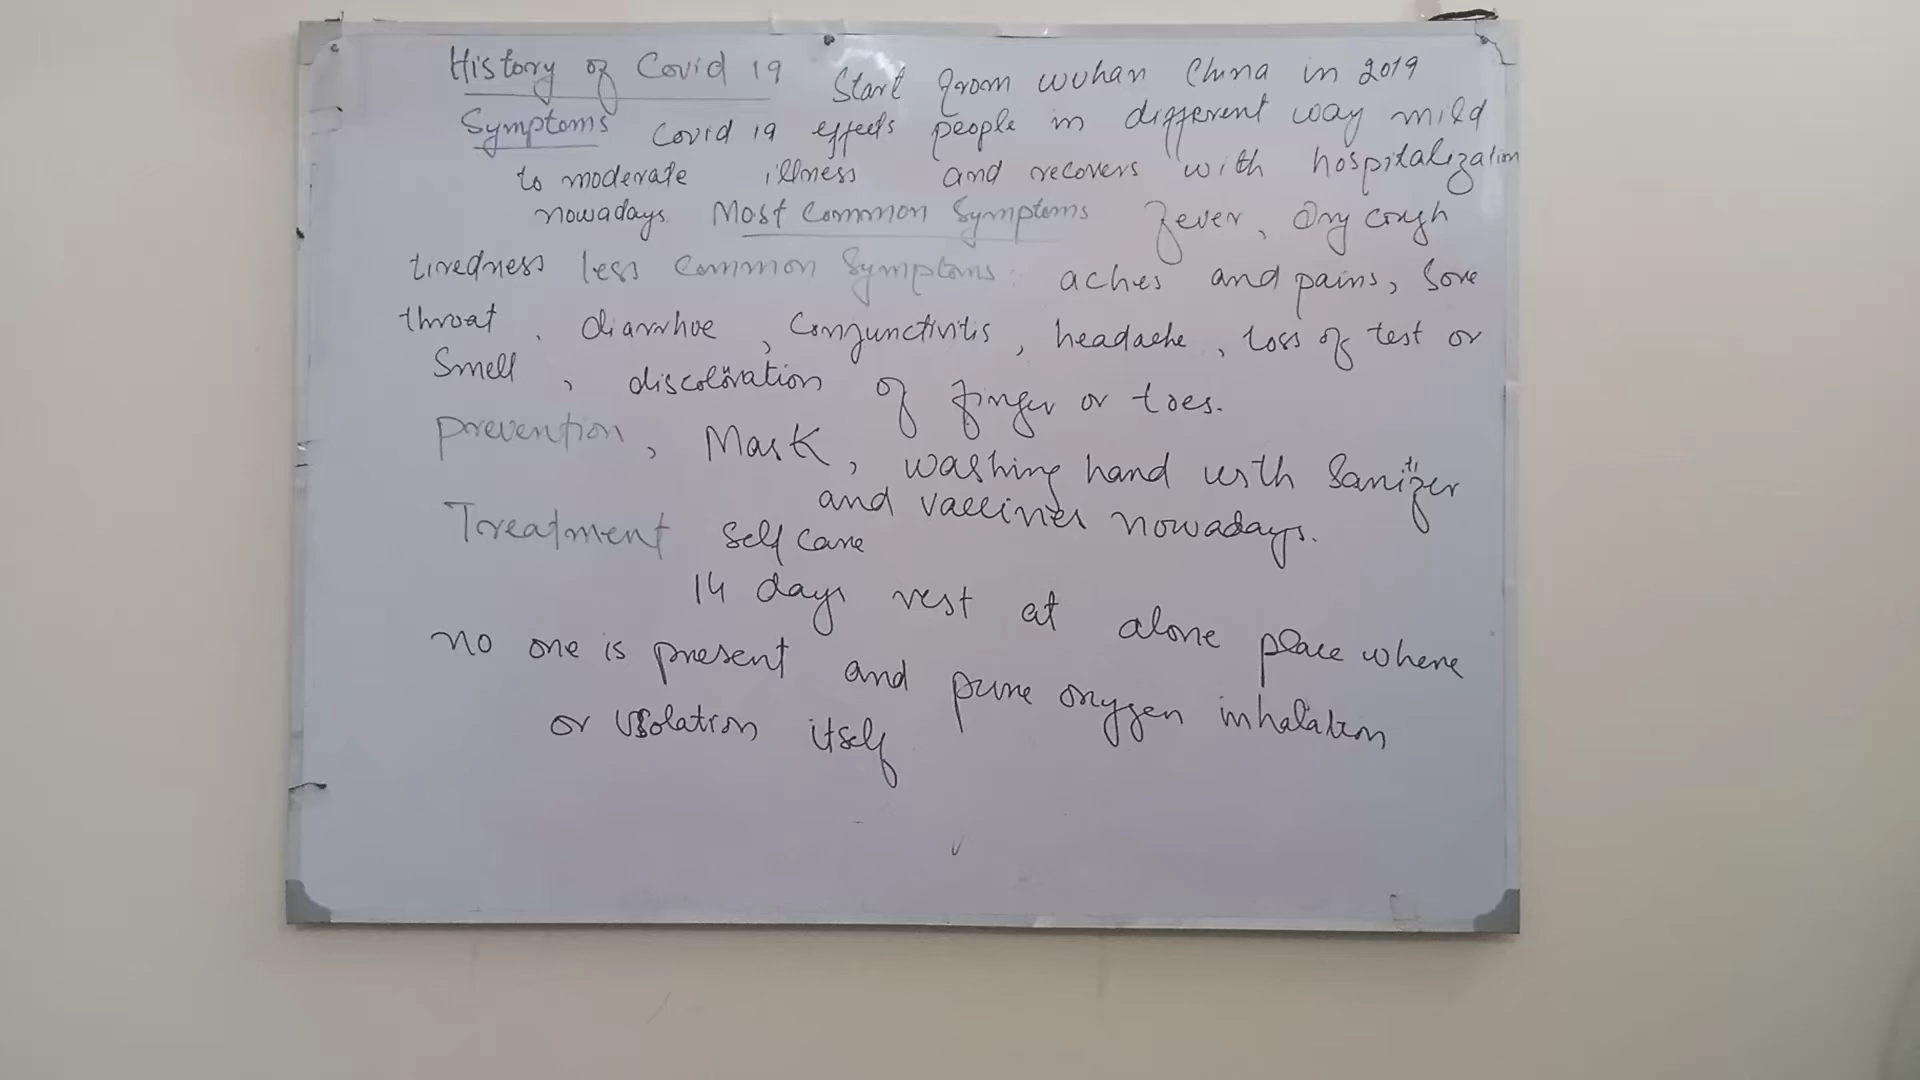 History of Covid 19 Start from wuhan China in 2019
Symptoms Covid 19 effects people in different way mild
to moderate illness and recovers with hospitalization
nowadays. Most Common Symptoms Fever, Dry cough
tiredness less Common Symptoms: aches and pains, Sore
throat, diarrhoe, Conjunctivitis, headache, loss of test or
Smell, discoloration of finger or toes.
Prevention, Mask, washing hand with Sanitizer
and vaccines nowadays.
Treatment Self care
14 days rest at alone place where
no one is present and pure oxygen inhalation
or itself